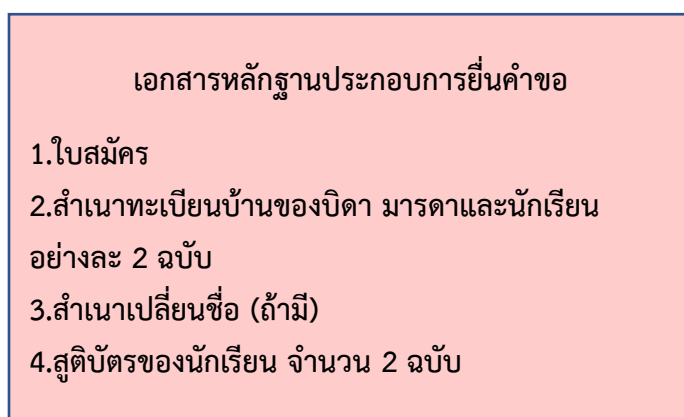 เอกสารหลักฐานประกอบการยื่นคำขอ
1.ใบสมัคร
2.สำเนาทะเบียนบ้านของบิดา มารดาและนักเรียน
อย่างละ 2 ฉบับ
3.สำเนาเปลี่ยนชื่อ (ถ้ามี)
4.สูติบัตรของนักเรียน จำนวน 2 ฉบับ